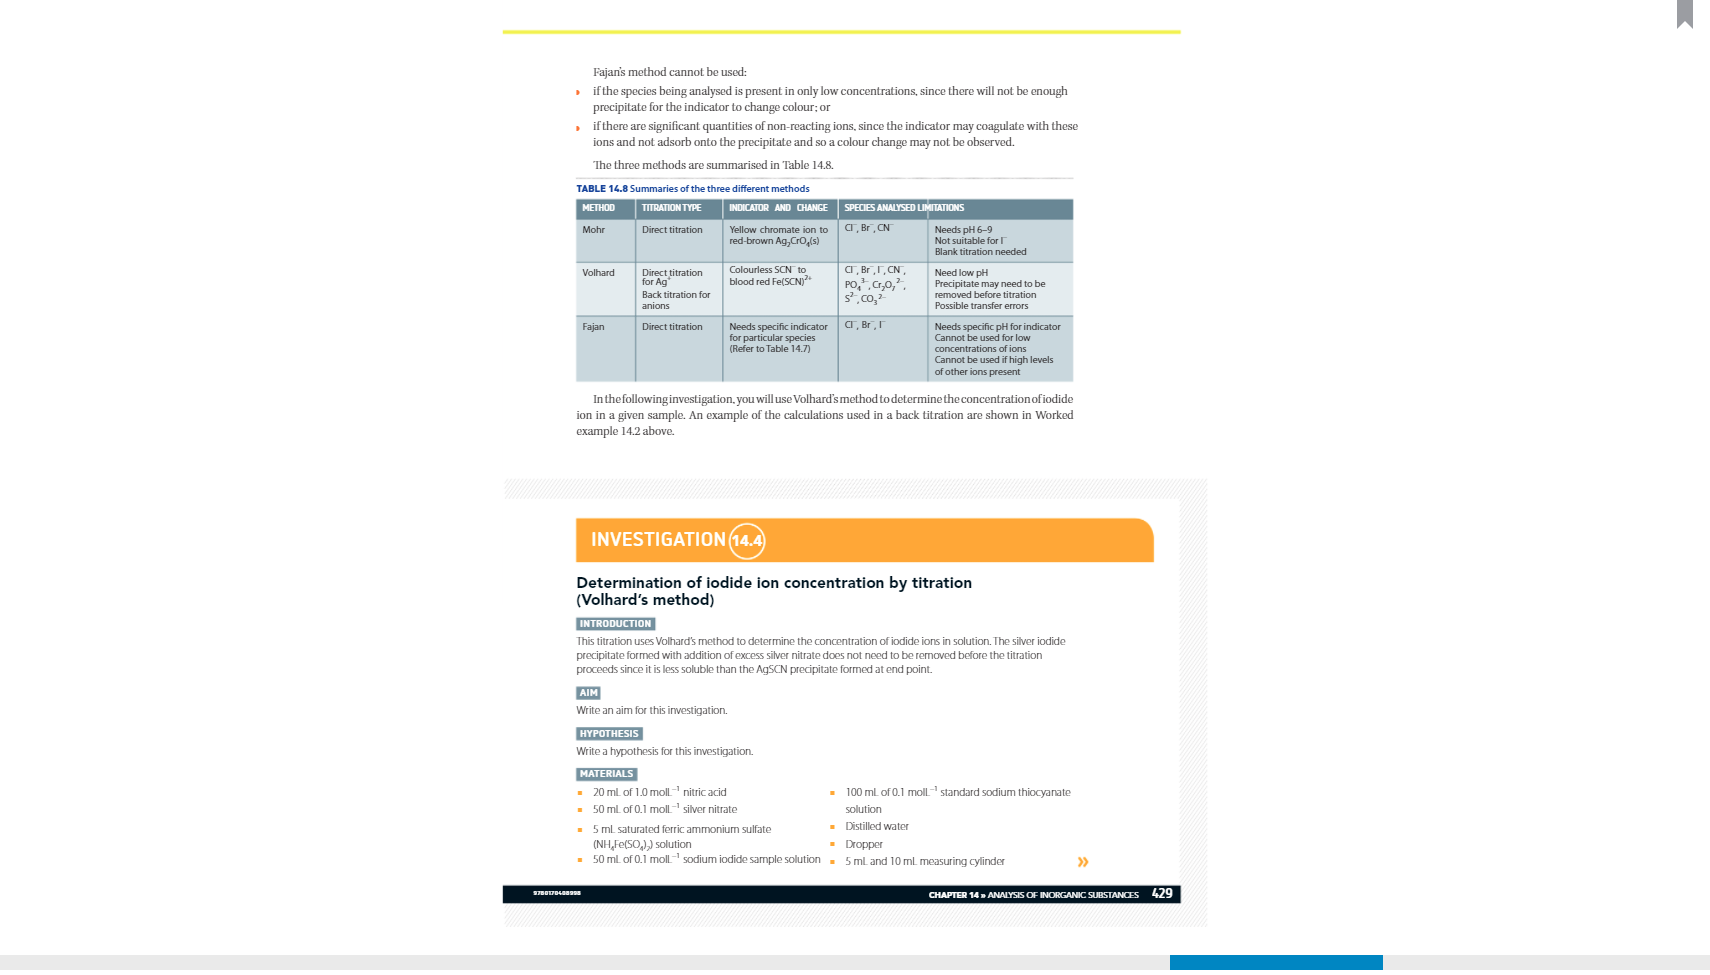 Fajan's method cannot be used:
if the species being analysed is present in only low concentrations, since there will not be enough
precipitate for the indicator to change colour; or
if there are significant quantities of non-reacting ions, since the indicator may coagulate with these
ions and not adsorb onto the precipitate and so a colour change may not be observed.
The three methods are summarised in Table 14.8.
TABLE 14.8 Summaries of the three different methods
METHOD TITRATION TYPE INDICATOR AND CHANGE SPECIES ANALYSED LIMITATIONS
Mohr Direct titration Yellow chromate ion to Cl⁻, Br⁻, CN⁻ Needs pH 6–9
red-brown Ag₂CrO₄(s) Not suitable for I⁻
Blank titration needed
Volhard Direct titration Colourless SCN⁻ to Cl⁻, Br⁻, I⁻, CN⁻, Need low pH
for Ag⁺ blood red Fe(SCN)²⁺ PO₄³⁻, Cr₂O₇²⁻, Precipitate may need to be
Back titration for S²⁻, CO₃²⁻ removed before titration
anions Possible transfer errors
Fajan Direct titration Needs specific indicator Cl⁻, Br⁻, I⁻ Needs specific pH for indicator
for particular species Cannot be used for low
(Refer to Table 14.7) concentrations of ions
Cannot be used if high levels
of other ions present
In the following investigation, you will use Volhard's method to determine the concentration of iodide
ion in a given sample. An example of the calculations used in a back titration are shown in Worked
example 14.2 above.
INVESTIGATION 14.4
Determination of iodide ion concentration by titration
(Volhard's method)
INTRODUCTION
This titration uses Volhard's method to determine the concentration of iodide ions in solution. The silver iodide
precipitate formed with addition of excess silver nitrate does not need to be removed before the titration
proceeds since it is less soluble than the AgSCN precipitate formed at end point.
AIM
Write an aim for this investigation.
HYPOTHESIS
Write a hypothesis for this investigation.
MATERIALS
20 mL of 1.0 mol L⁻¹ nitric acid
50 mL of 0.1 mol L⁻¹ silver nitrate
5 mL saturated ferric ammonium sulfate
(NH₄Fe(SO₄)₂) solution
50 mL of 0.1 mol L⁻¹ sodium iodide sample solution
100 mL of 0.1 mol L⁻¹ standard sodium thiocyanate
solution
Distilled water
Dropper
5 mL and 10 mL measuring cylinder
»
9780170408998 CHAPTER 14 » ANALYSIS OF INORGANIC SUBSTANCES 429